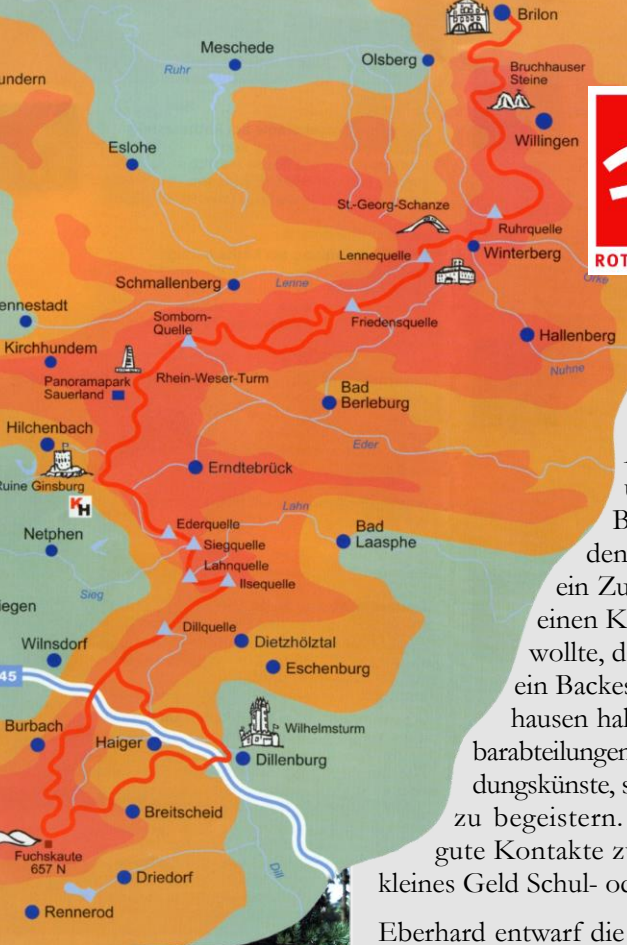 Brilon
Meschede
Olsberg
Ruhr
Bruchhauser
Steine
undern
Willingen
Eslohe
St.-Georg-Schanze
Ruhrquelle
ROT
Lennequelle
Winterberg
Orke
Schmallenberg
Lenne
ennestadt
Somborn-
Quelle
Friedensquelle
Hallenberg
Kirchhundem
Nuhne
Rhein-Weser-Turm
Panoramapark
Sauerland
Bad
Berleburg
Hilchenbach
Eder
Ruine Ginsburg
Erndtebrück
KH
Lahn
Netphen
Ederquelle
Bad
Laasphe
Siegquelle
Lahnquelle
Ilsequelle
Sieg
iegen
Dillquelle
Wilnsdorf
Dietzhölztal
Eschenburg
45
Burbach
Haiger
Wilhelmsturm
Dillenburg
Breitscheid
Fuchskaute
657 N
Driedorf
Dill
Rennerod
B
den
ein Zu
einen K
wollte, d
ein Backes
hausen hal
barabteilungen
dungskünste, s
zu begeistern.
gute Kontakte z
kleines Geld Schul- oc
Eberhard entwarf die